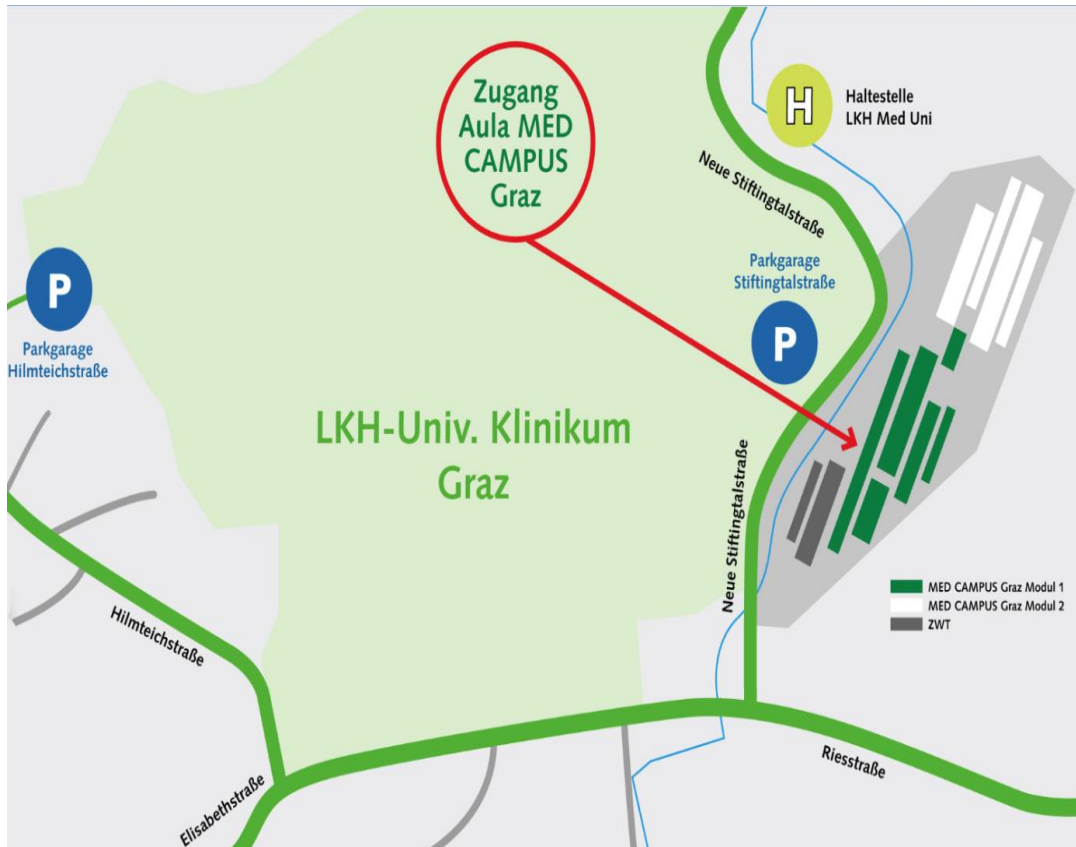 Zugang
Aula MED
CAMPUS
Graz
H
Haltestelle
LKH Med Uni
Neue Stiftingtalstraße
Parkgarage
Stiftingtalstraße
P
P
Parkgarage
Hilmteichstraße
LKH-Univ. Klinikum
Graz
Neue Stiftingtalstraße
MED CAMPUS Graz Modul 1
MED CAMPUS Graz Modul 2
ZWT
Hilmteichstraße
Riesstraße
Elisabethstraße